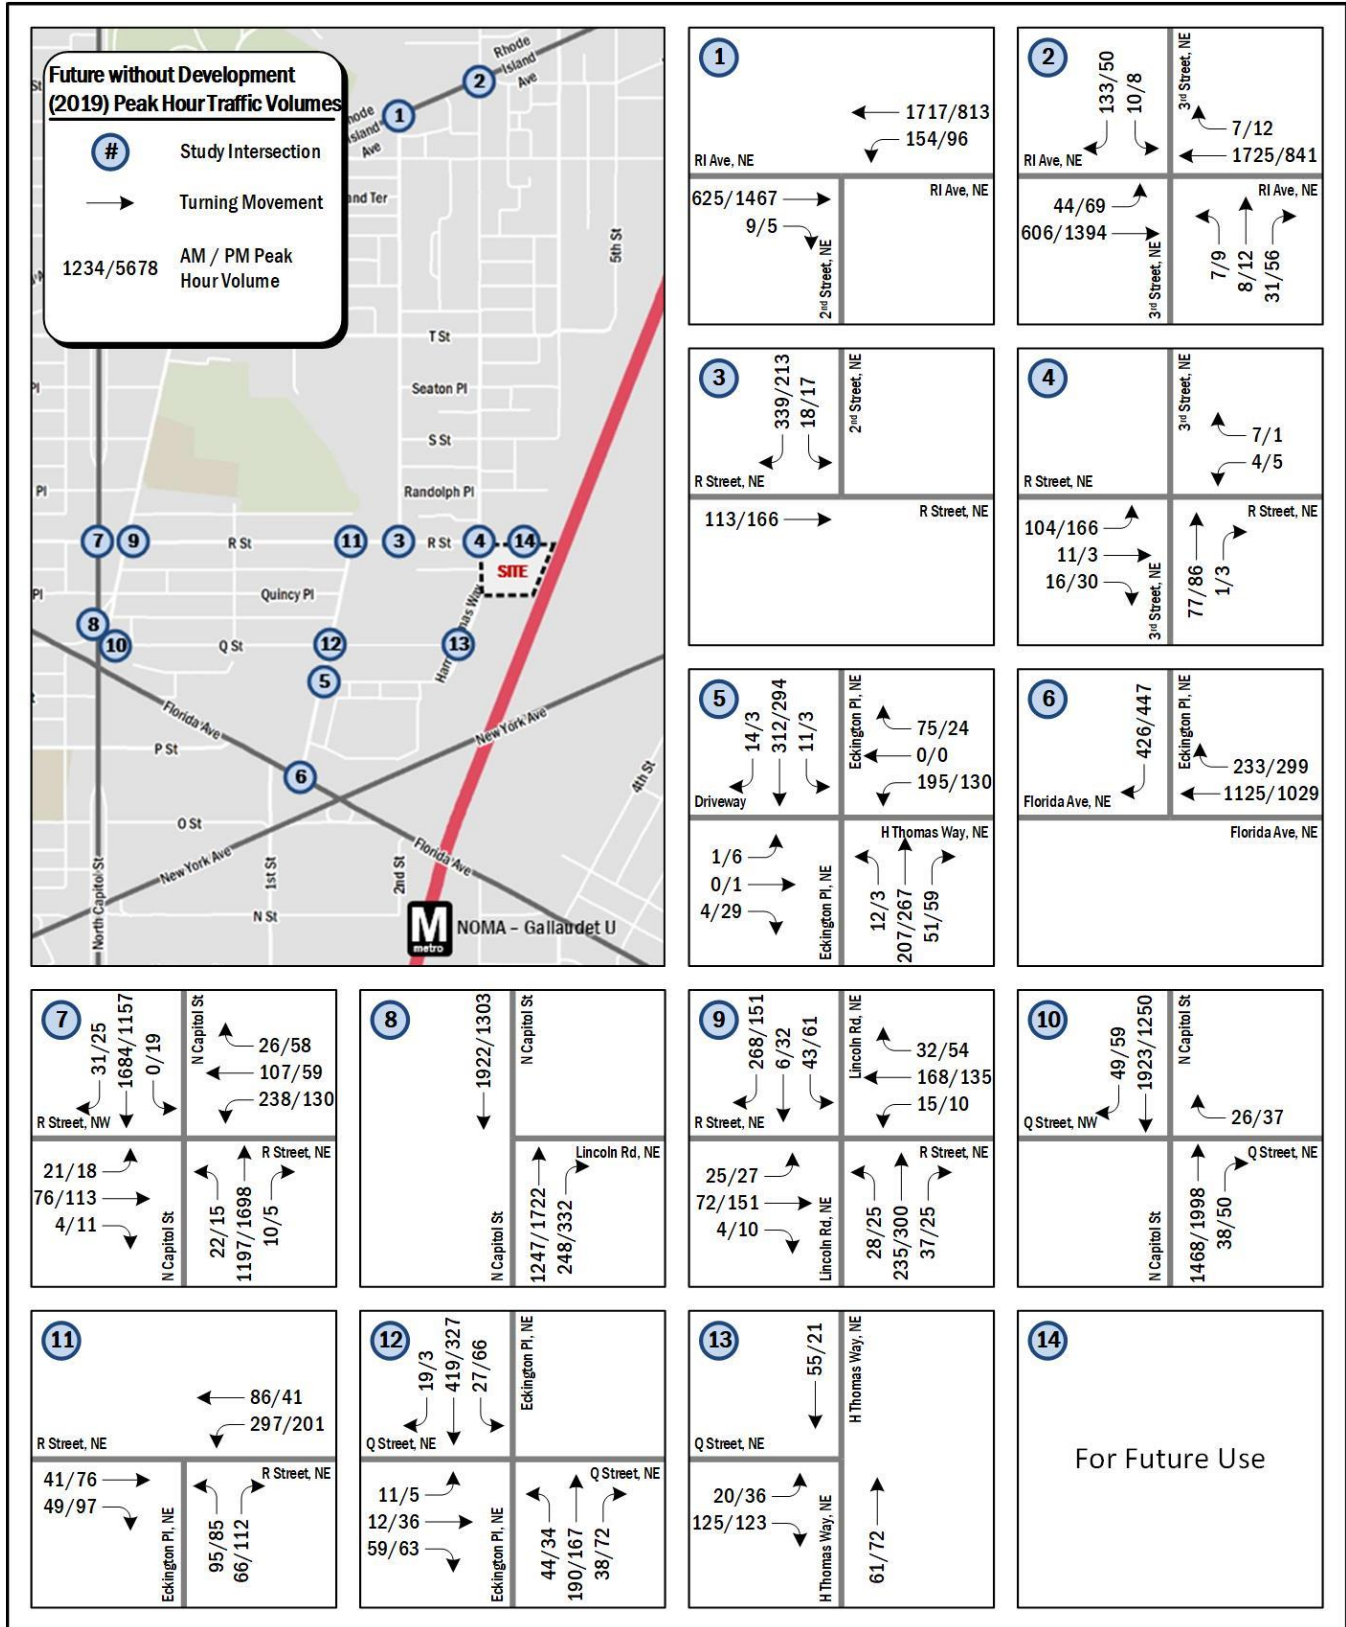 Future without Development
(2019) Peak Hour Traffic Volumes
#
Study Intersection
Turning Movement
1234/5678
AM / PM Peak
Hour Volume
Rhode
Island
Ave
2
1
hode
Island
Ave
and Ter
5th St
St
T St
Seaton Pl
S St
Randolph Pl
Pl
Pl
7
9
R St
11
3
R St
4
14
SITE
Quincy Pl
Pl
8
10
Q St
12
13
5
Harr
mas Way
Florida Ave
P St
New York Ave
6
4th St
O St
New York Ave
Florida Ave
North Capitol St
1st St
2nd St
N St
M
metro
NOMA – Gallaudet U
1
1717/813
154/96
RI Ave, NE
625/1467
9/5
2nd Street, NE
RI Ave, NE
2
133/50
10/8
3rd Street, NE
7/12
1725/841
RI Ave, NE
44/69
606/1394
3rd Street, NE
RI Ave, NE
7/9
8/12
31/56
3
339/213
18/17
2nd Street, NE
R Street, NE
113/166
R Street, NE
4
3rd Street, NE
7/1
4/5
R Street, NE
104/166
11/3
16/30
3rd Street, NE
R Street, NE
77/86
1/3
5
14/3
312/294
11/3
Eckington Pl, NE
75/24
0/0
195/130
Driveway
1/6
0/1
4/29
Eckington Pl, NE
H Thomas Way, NE
12/3
207/267
51/59
6
426/447
Eckington Pl, NE
233/299
1125/1029
Florida Ave, NE
Florida Ave, NE
7
31/25
1684/1157
0/19
N Capitol St
26/58
107/59
238/130
R Street, NW
21/18
76/113
4/11
N Capitol St
R Street, NE
22/15
1197/1698
10/5
8
1922/1303
N Capitol St
Lincoln Rd, NE
N Capitol St
1247/1722
248/332
9
268/151
6/32
43/61
Lincoln Rd, NE
32/54
168/135
15/10
R Street, NE
25/27
72/151
4/10
Lincoln Rd, NE
R Street, NE
28/25
235/300
37/25
10
49/59
1923/1250
N Capitol St
26/37
Q Street, NW
N Capitol St
Q Street, NE
1468/1998
38/50
11
86/41
297/201
R Street, NE
41/76
49/97
Eckington Pl, NE
R Street, NE
95/85
66/112
12
19/3
419/327
27/66
Eckington Pl, NE
Q Street, NE
11/5
12/36
59/63
Eckington Pl, NE
Q Street, NE
44/34
190/167
38/72
13
55/21
H Thomas Way, NE
Q Street, NE
20/36
125/123
H Thomas Way, NE
61/72
14
For Future Use